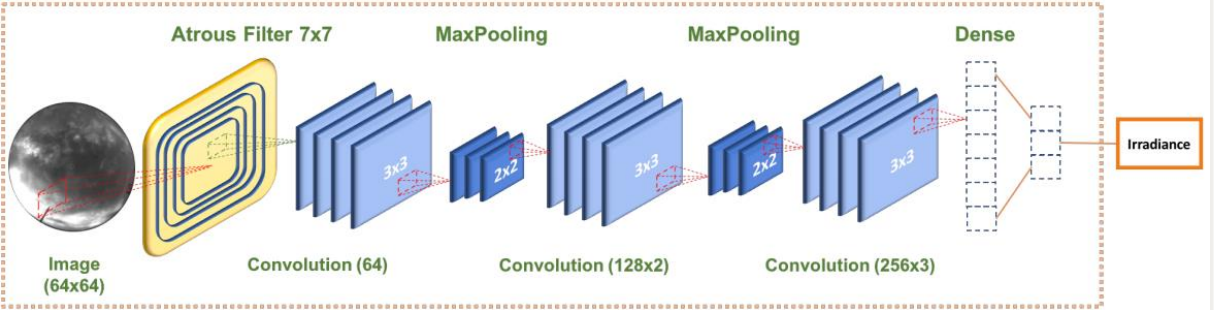 Atrous Filter 7x7
MaxPooling
MaxPooling
Dense
3x3
2x2
3x3
2x2
3x3
Irradiance
Image
(64x64)
Convolution (64)
Convolution (128x2)
Convolution (256x3)